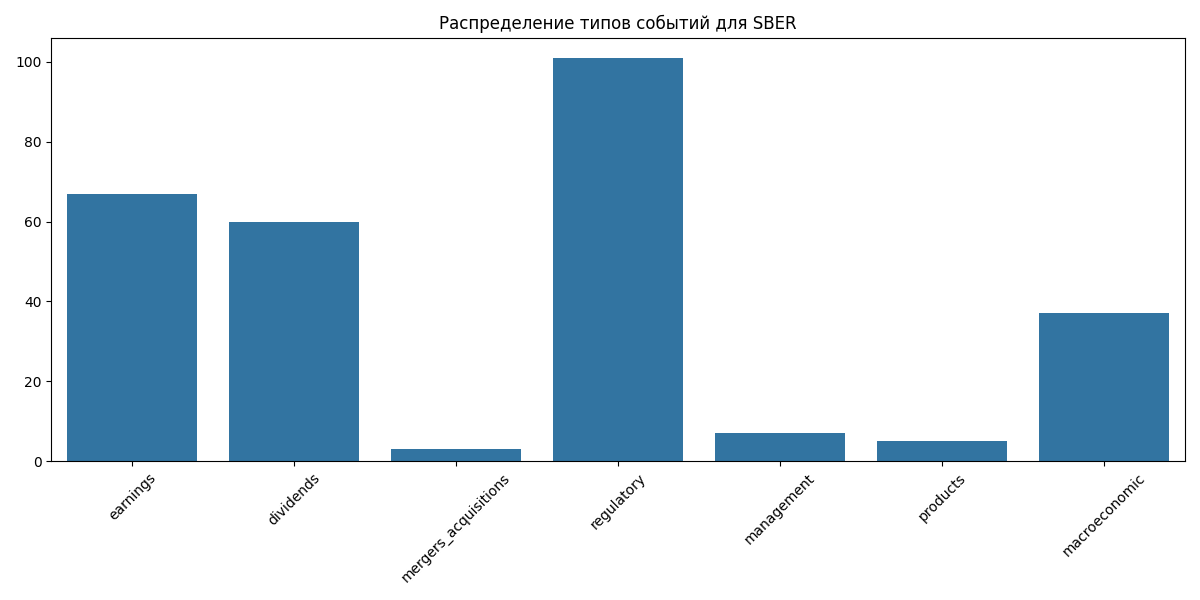 Распределение типов событий для SBER
100
80
60
40
20
0
earnings
dividends
mergers_acquisitions
regulatory
management
products
macroeconomic